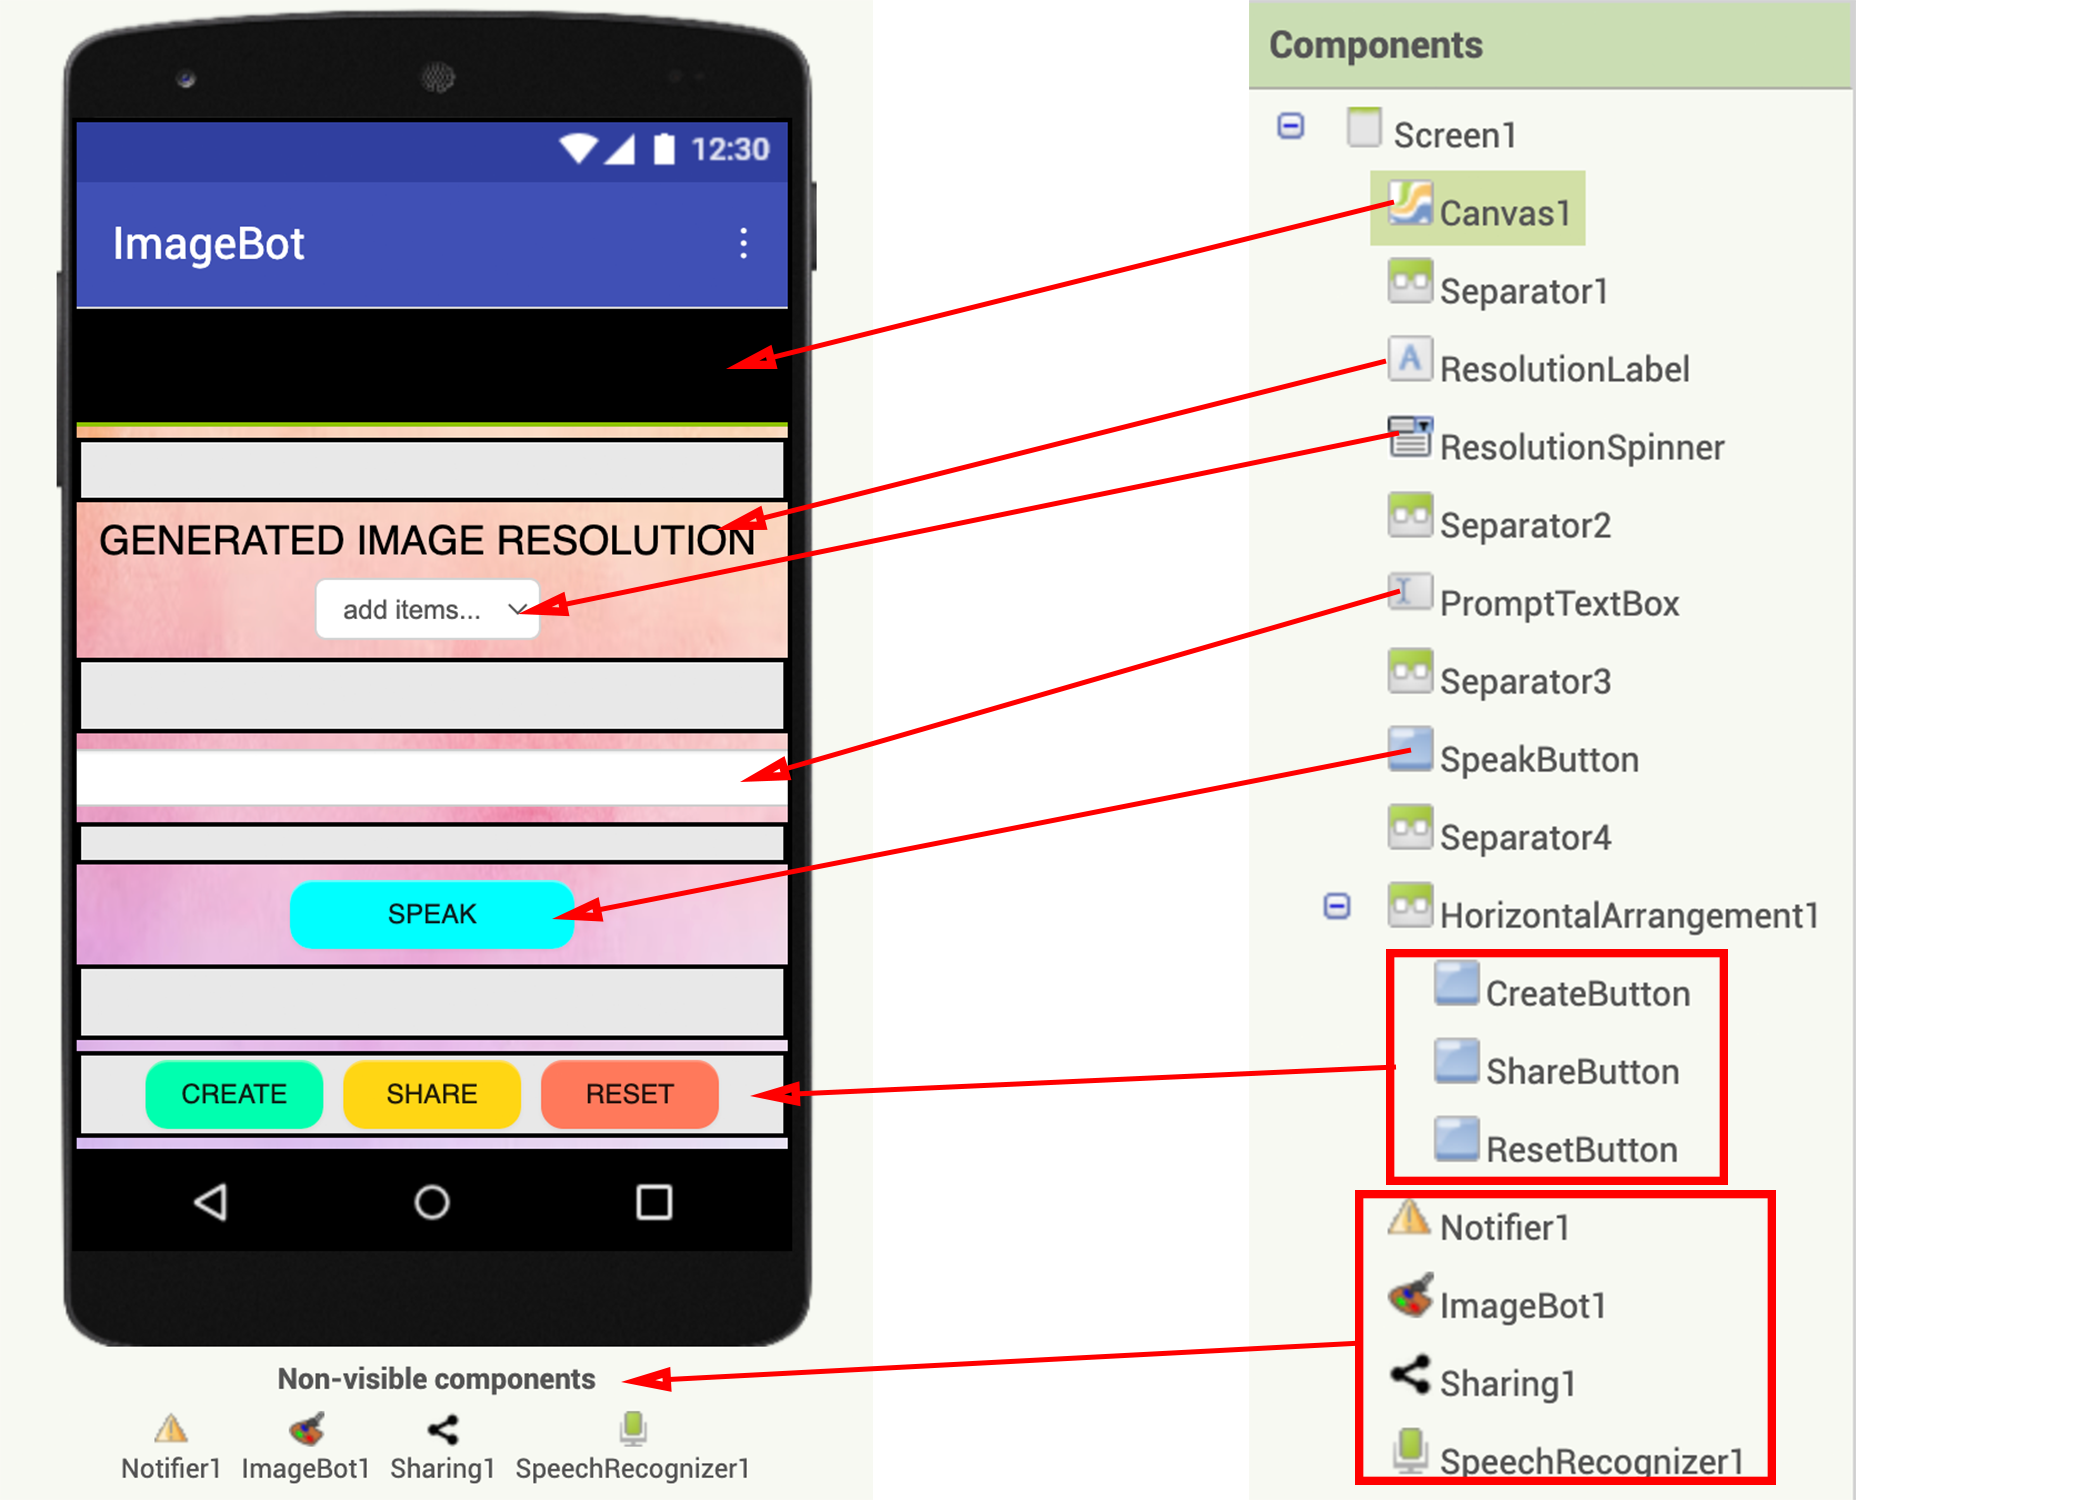 12:30
ImageBot
GENERATED IMAGE RESOLUTION
add items...
SPEAK
CREATE SHARE RESET
Non-visible components
Notifier1 ImageBot1 Sharing1 SpeechRecognizer1
Components
Screen1
Canvas1
Separator1
ResolutionLabel
ResolutionSpinner
Separator2
PromptTextBox
Separator3
SpeakButton
Separator4
HorizontalArrangement1
CreateButton
ShareButton
ResetButton
Notifier1
ImageBot1
Sharing1
SpeechRecognizer1